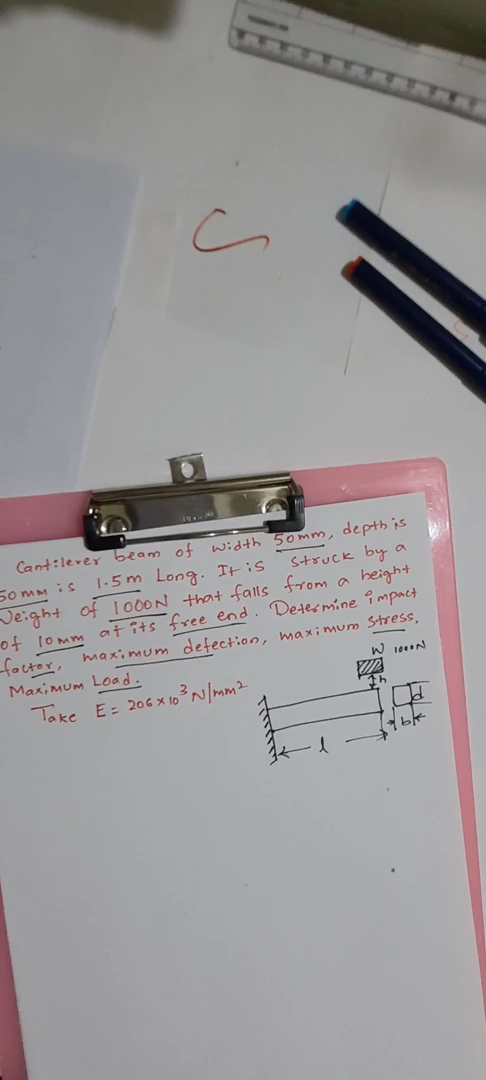 Cantilever beam of width 50mm, depth is
50mm is 1.5m Long. It is struck by a
Weight of 1000N that falls from a height
of 10mm at its free end. Determine impact
factor, maximum defection, maximum stress,
Maximum Load.
Take E = 206×10³ N/mm²
W 1000N
h
d
b
l